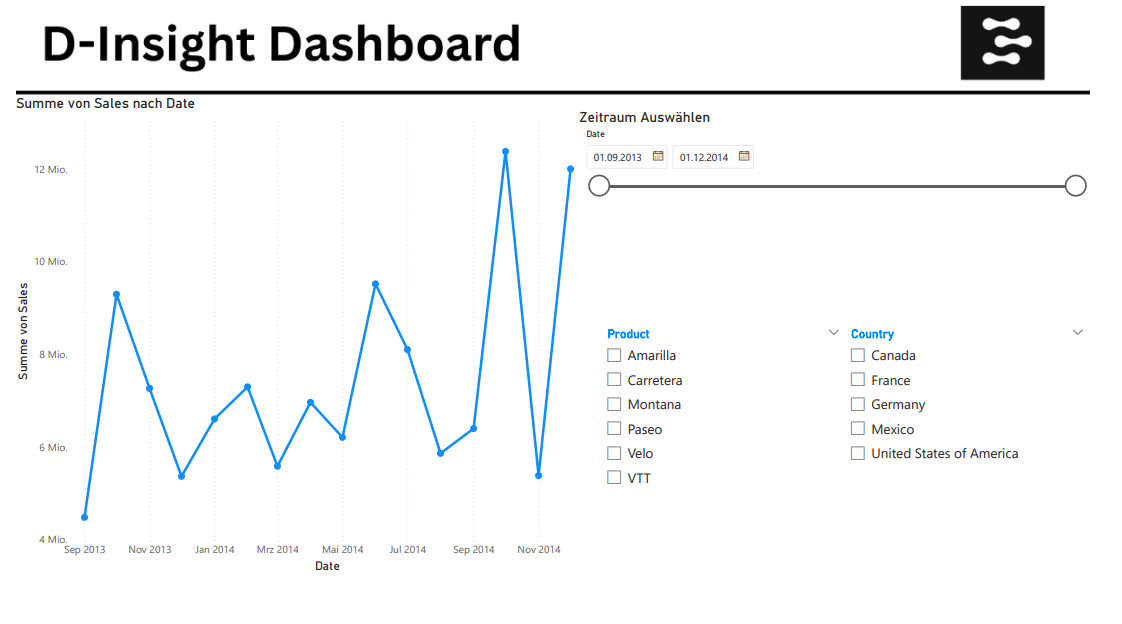 D-Insight Dashboard
Summe von Sales nach Date
12 Mio.
10 Mio.
8 Mio.
6 Mio.
4 Mio.
Summe von Sales
Sep 2013
Nov 2013
Jan 2014
Mrz 2014
Mai 2014
Jul 2014
Sep 2014
Nov 2014
Date
Zeitraum Auswählen
Date
01.09.2013
01.12.2014
Product
Amarilla
Carretera
Montana
Paseo
Velo
VTT
Country
Canada
France
Germany
Mexico
United States of America